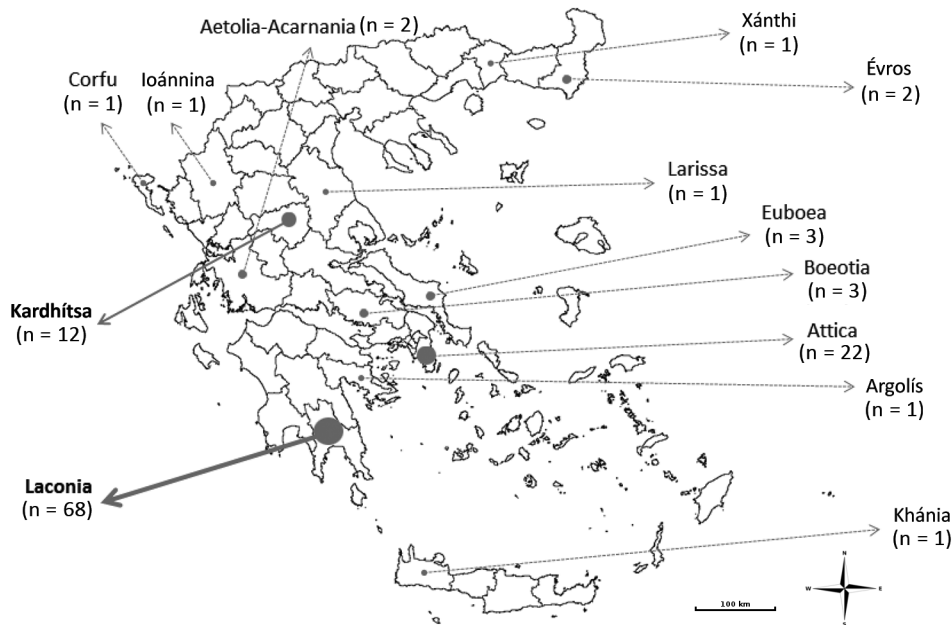 Aetolia-Acarnania (n = 2)
Xánthi
(n = 1)
Évros
(n = 2)
Corfu
(n = 1)
Ioánnina
(n = 1)
Larissa
(n = 1)
Euboea
(n = 3)
Boeotia
(n = 3)
Kardhítsa
(n = 12)
Attica
(n = 22)
Argolís
(n = 1)
Laconia
(n = 68)
Khánia
(n = 1)
N
W
E
S
100 km